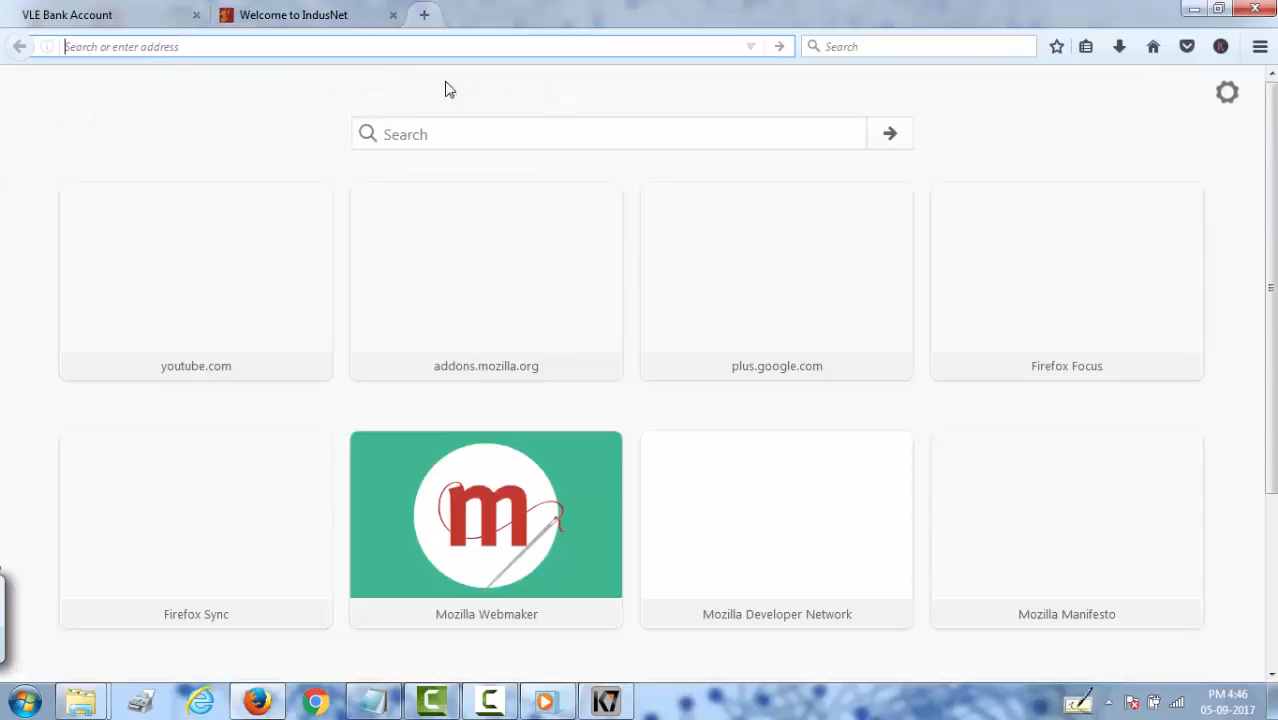 VLE Bank Account
Welcome to IndusNet
Search or enter address
Search
Search
youtube.com
addons.mozilla.org
plus.google.com
Firefox Focus
m
Firefox Sync
Mozilla Webmaker
Mozilla Developer Network
Mozilla Manifesto
K7
PM 4:46
05-09-2017